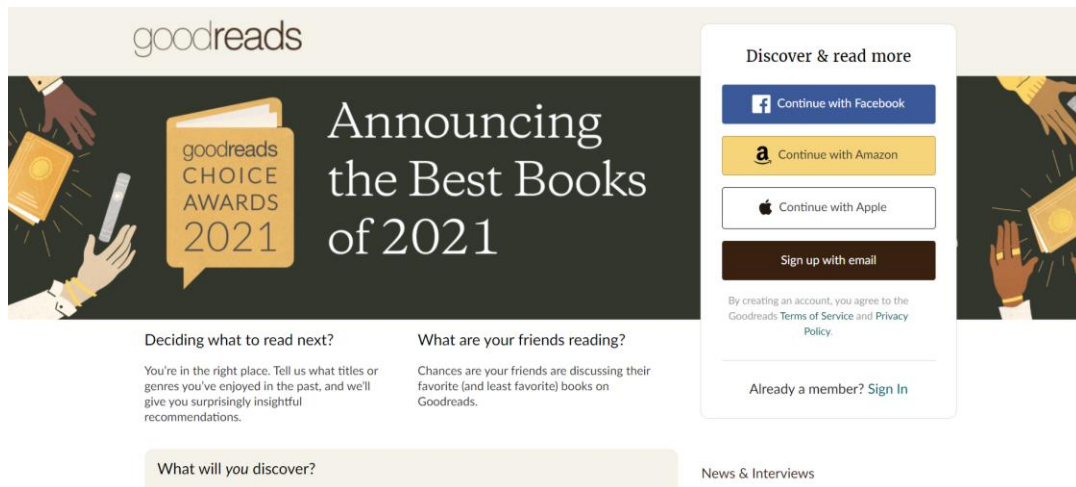 goodreads
Discover & read more
Continue with Facebook
Continue with Amazon
Continue with Apple
Sign up with email
By creating an account, you agree to the
Goodreads Terms of Service and Privacy
Policy.
Already a member? Sign In
goodreads
CHOICE
AWARDS
2021
Announcing
the Best Books
of 2021
Deciding what to read next?
You're in the right place. Tell us what titles or
genres you've enjoyed in the past, and we'll
give you surprisingly insightful
recommendations.
What are your friends reading?
Chances are your friends are discussing their
favorite (and least favorite) books on
Goodreads.
What will you discover?
News & Interviews